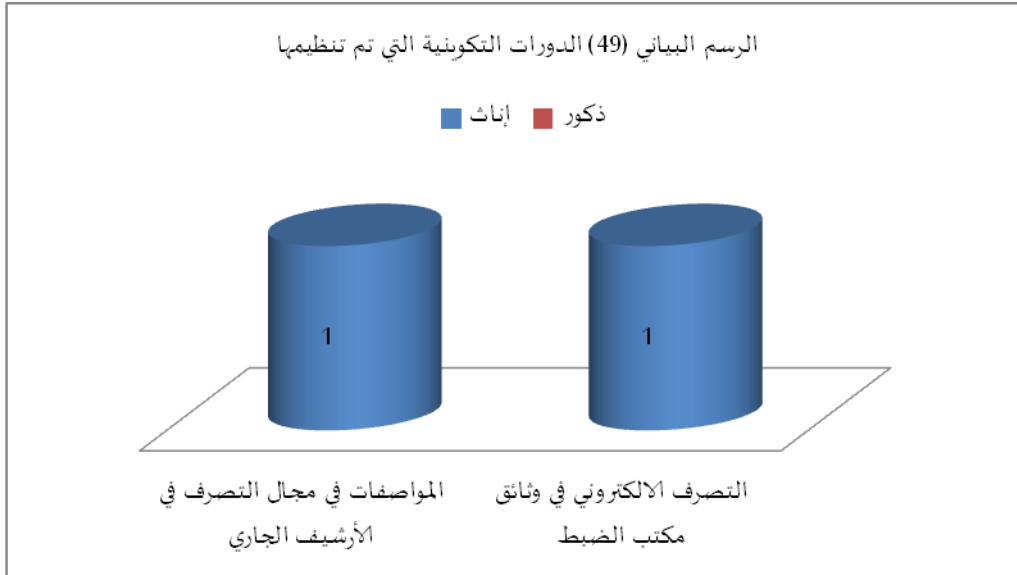 الرسم البياني (49) الدورات التكوينية التي تم تنظيمها
ذكور إناث
1 1
التصرف الالكتروني في وثائق
مكتب الضبط
المواصفات في مجال التصرف في
الأرشيف الجاري